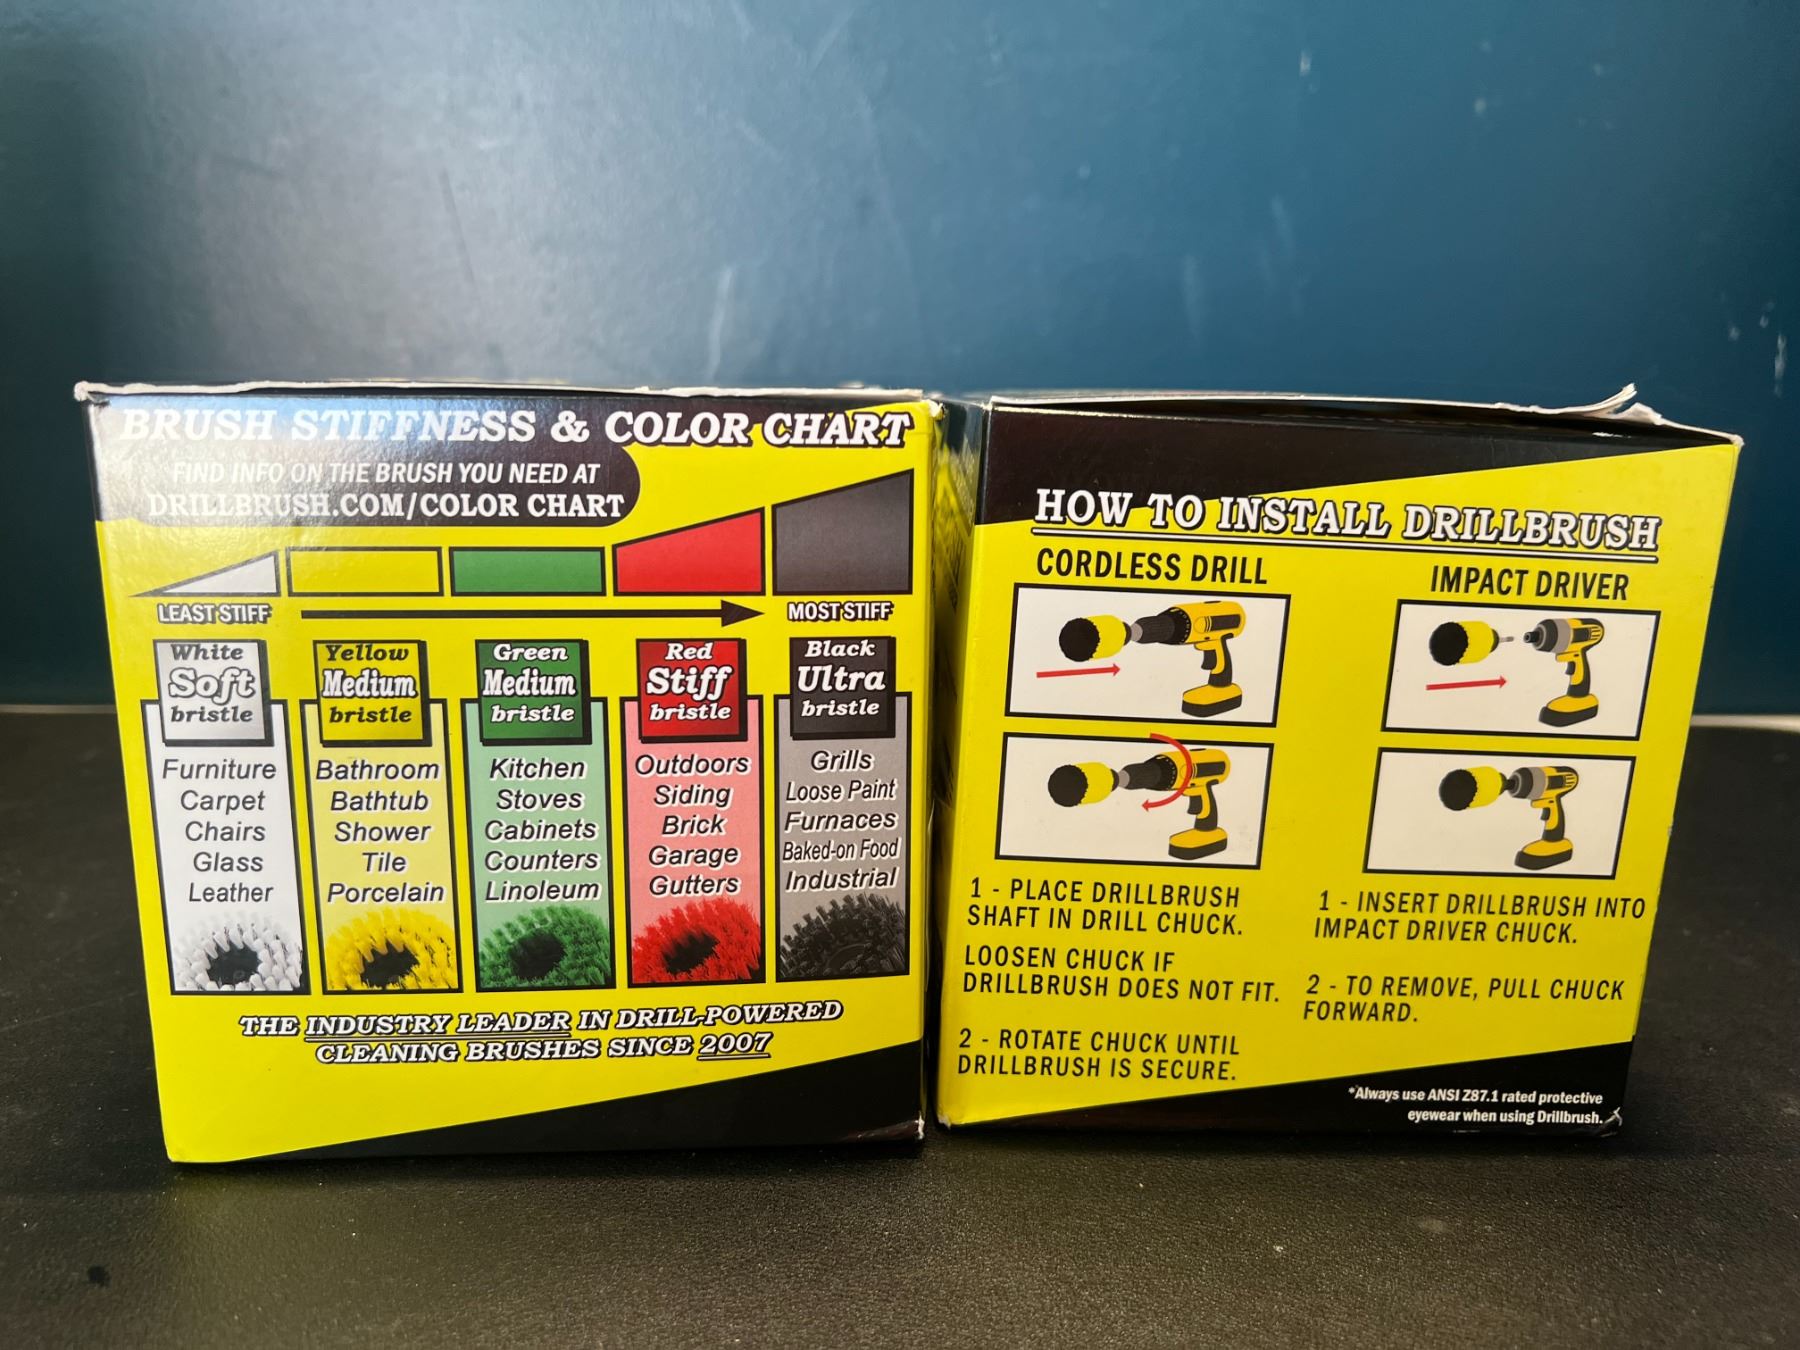 BRUSH STIFFNESS & COLOR CHART
FIND INFO ON THE BRUSH YOU NEED AT
DRILLBRUSH.COM/COLOR CHART
LEAST STIFF
MOST STIFF
White
Soft
bristle
Furniture
Carpet
Chairs
Glass
Leather
Yellow
Medium
bristle
Bathroom
Bathtub
Shower
Tile
Porcelain
Green
Medium
bristle
Kitchen
Stoves
Cabinets
Counters
Linoleum
Red
Stiff
bristle
Outdoors
Siding
Brick
Garage
Gutters
Black
Ultra
bristle
Grills
Loose Paint
Furnaces
Baked-on Food
Industrial
THE INDUSTRY LEADER IN DRILL-POWERED
CLEANING BRUSHES SINCE 2007
HOW TO INSTALL DRILLBRUSH
CORDLESS DRILL
1 - PLACE DRILLBRUSH
SHAFT IN DRILL CHUCK.
LOOSEN CHUCK IF
DRILLBRUSH DOES NOT FIT.
2 - ROTATE CHUCK UNTIL
DRILLBRUSH IS SECURE.
IMPACT DRIVER
1 - INSERT DRILLBRUSH INTO
IMPACT DRIVER CHUCK.
2 - TO REMOVE, PULL CHUCK
FORWARD.
*Always use ANSI Z87.1 rated protective
eyewear when using Drillbrush.